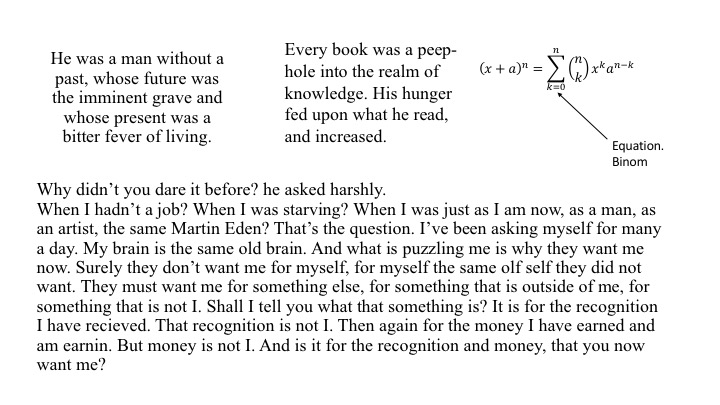 He was a man without a
past, whose future was
the imminent grave and
whose present was a
bitter fever of living.
Every book was a peep-
hole into the realm of
knowledge. His hunger
fed upon what he read,
and increased.
(x + a)ⁿ = ∑ₖ₌₀ⁿ (n k) xᵏaⁿ⁻ᵏ
Equation.
Binom
Why didn’t you dare it before? he asked harshly.
When I hadn’t a job? When I was starving? When I was just as I am now, as a man, as
an artist, the same Martin Eden? That’s the question. I’ve been asking myself for many
a day. My brain is the same old brain. And what is puzzling me is why they want me
now. Surely they don’t want me for myself, for myself the same olf self they did not
want. They must want me for something else, for something that is outside of me, for
something that is not I. Shall I tell you what that something is? It is for the recognition
I have recieved. That recognition is not I. Then again for the money I have earned and
am earnin. But money is not I. And is it for the recognition and money, that you now
want me?